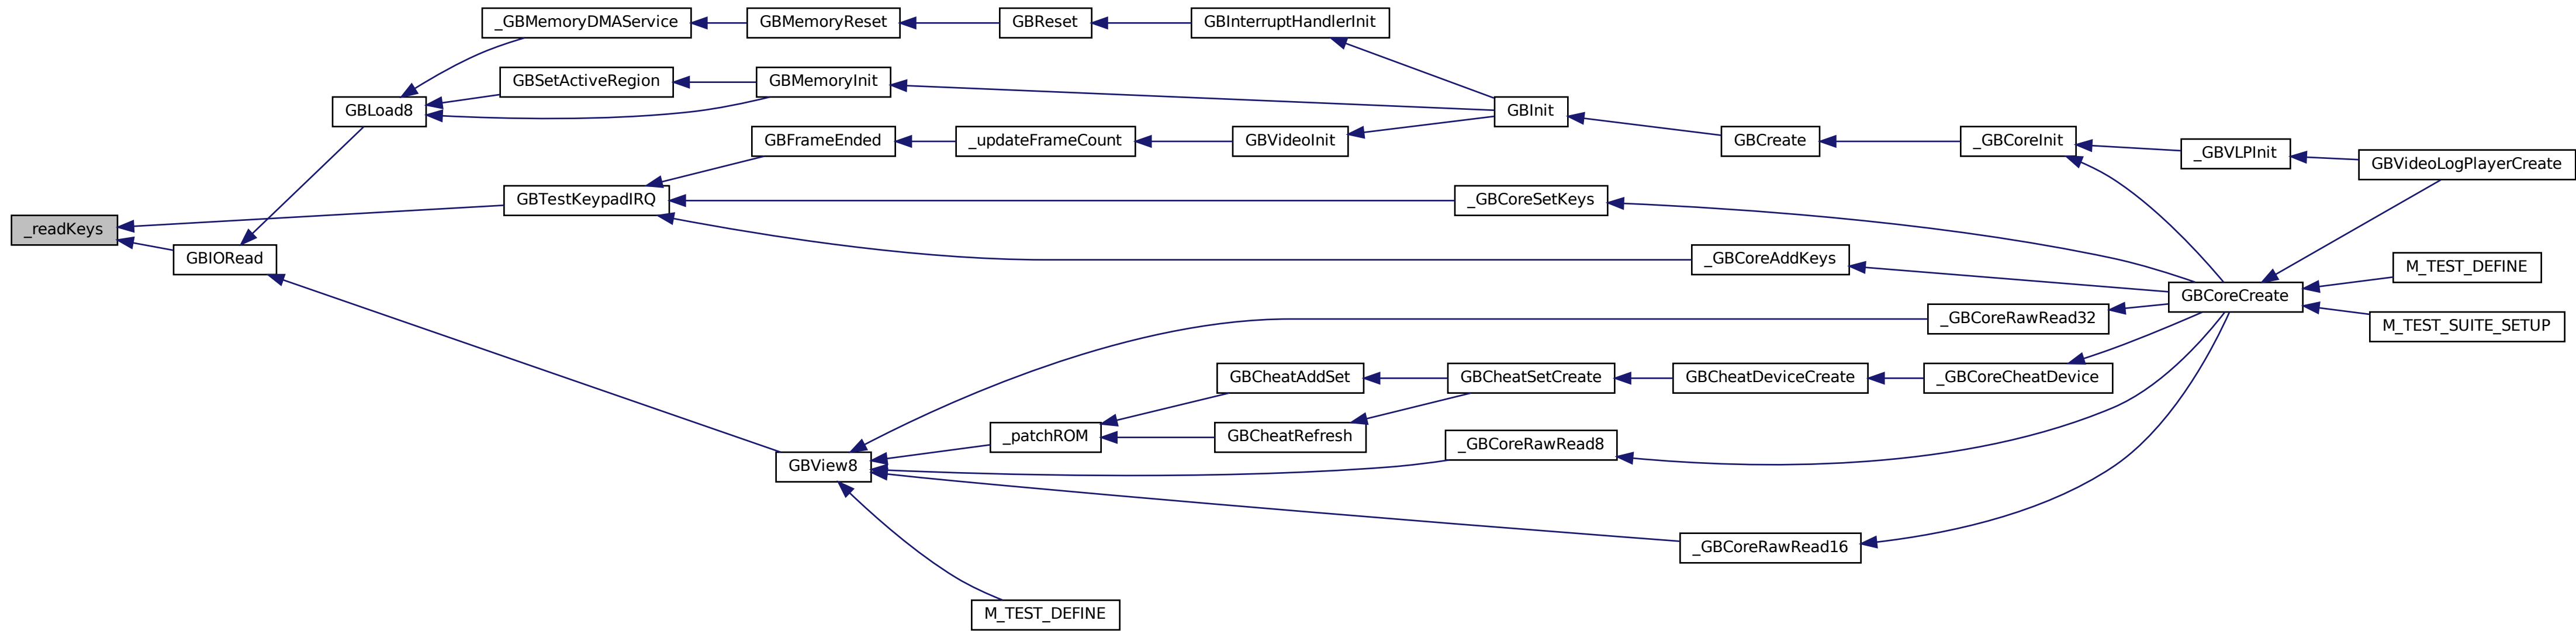 _GBMemoryDMAService
GBMemoryReset
GBReset
GBInterruptHandlerInit
GBSetActiveRegion
GBMemoryInit
GBLoad8
GBInit
GBFrameEnded
_updateFrameCount
GBVideoInit
GBCreate
_GBCoreInit
_GBVLPInit
GBVideoLogPlayerCreate
GBTestKeypadIRQ
_GBCoreSetKeys
_readKeys
GBIORead
_GBCoreAddKeys
M_TEST_DEFINE
GBCoreCreate
_GBCoreRawRead32
M_TEST_SUITE_SETUP
GBCheatAddSet
GBCheatSetCreate
GBCheatDeviceCreate
_GBCoreCheatDevice
_patchROM
GBCheatRefresh
_GBCoreRawRead8
GBView8
_GBCoreRawRead16
M_TEST_DEFINE